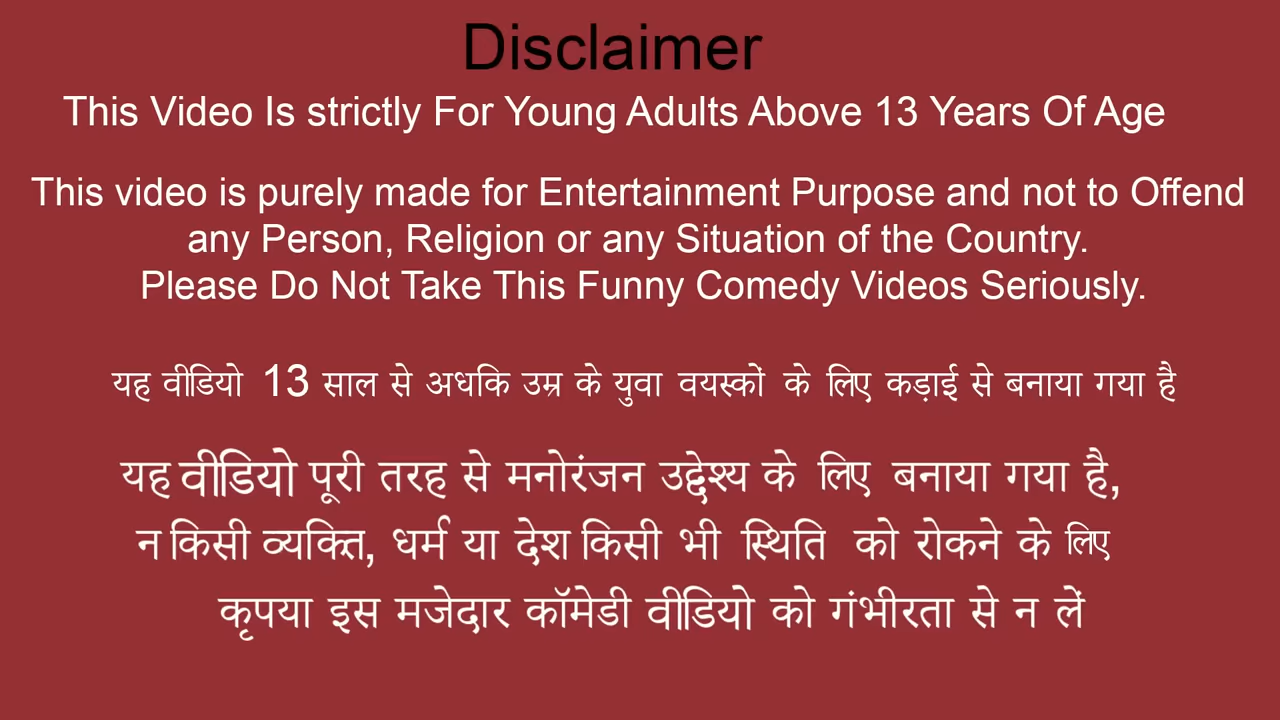 Disclaimer
This Video Is strictly For Young Adults Above 13 Years Of Age
This video is purely made for Entertainment Purpose and not to Offend
any Person, Religion or any Situation of the Country.
Please Do Not Take This Funny Comedy Videos Seriously.
यह वीडियो 13 साल से अधकि उम्र के युवा वयस्कों के लिए कड़ाई से बनाया गया है
यह वीडियो पूरी तरह से मनोरंजन उद्देश्य के लिए बनाया गया है,
न किसी व्यक्ति, धर्म या देश किसी भी स्थिति को रोकने के लिए
कृपया इस मजेदार कॉमेडी वीडियो को गंभीरता से न लें